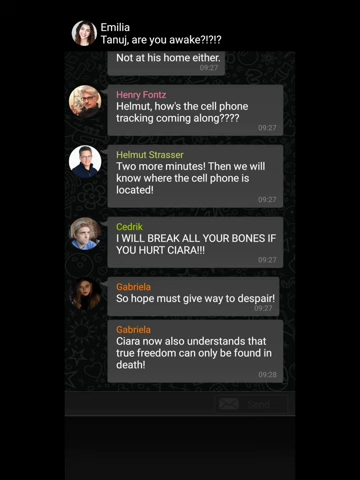 Emilia
Tanuj, are you awake?!?!?
Not at his home either.
09:27
Henry Fontz
Helmut, how's the cell phone
tracking coming along????
09:27
Helmut Strasser
Two more minutes! Then we will
know where the cell phone is
located!
09:27
Cedrik
I WILL BREAK ALL YOUR BONES IF
YOU HURT CIARA!!!
09:27
Gabriela
So hope must give way to despair!
09:27
Gabriela
Ciara now also understands that
true freedom can only be found in
death!
09:28
Send